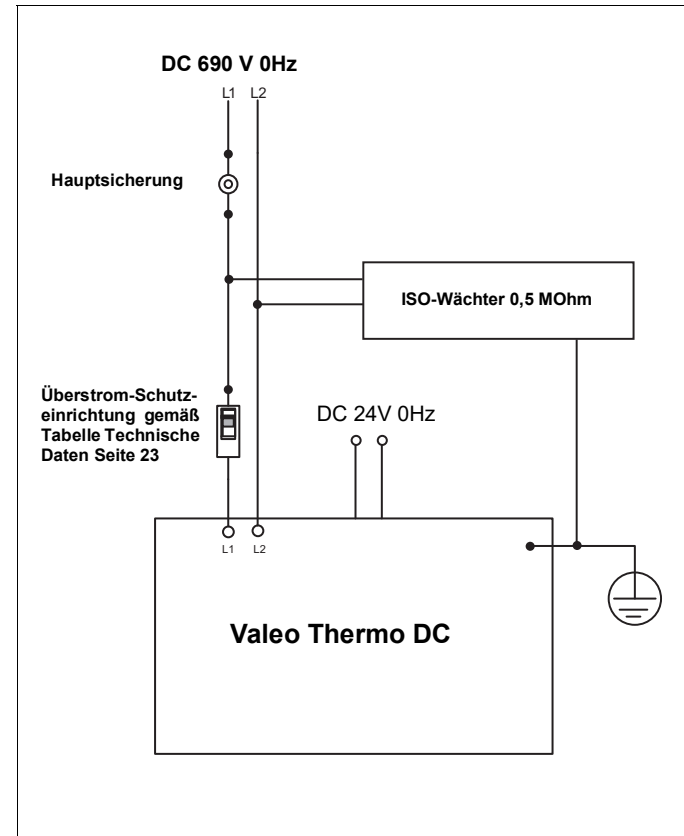 DC 690 V 0Hz
L1 L2
Hauptsicherung
ISO-Wächter 0,5 MOhm
Überstrom-Schutz-
einrichtung gemäß
Tabelle Technische
Daten Seite 23
DC 24V 0Hz
L1 L2
Valeo Thermo DC